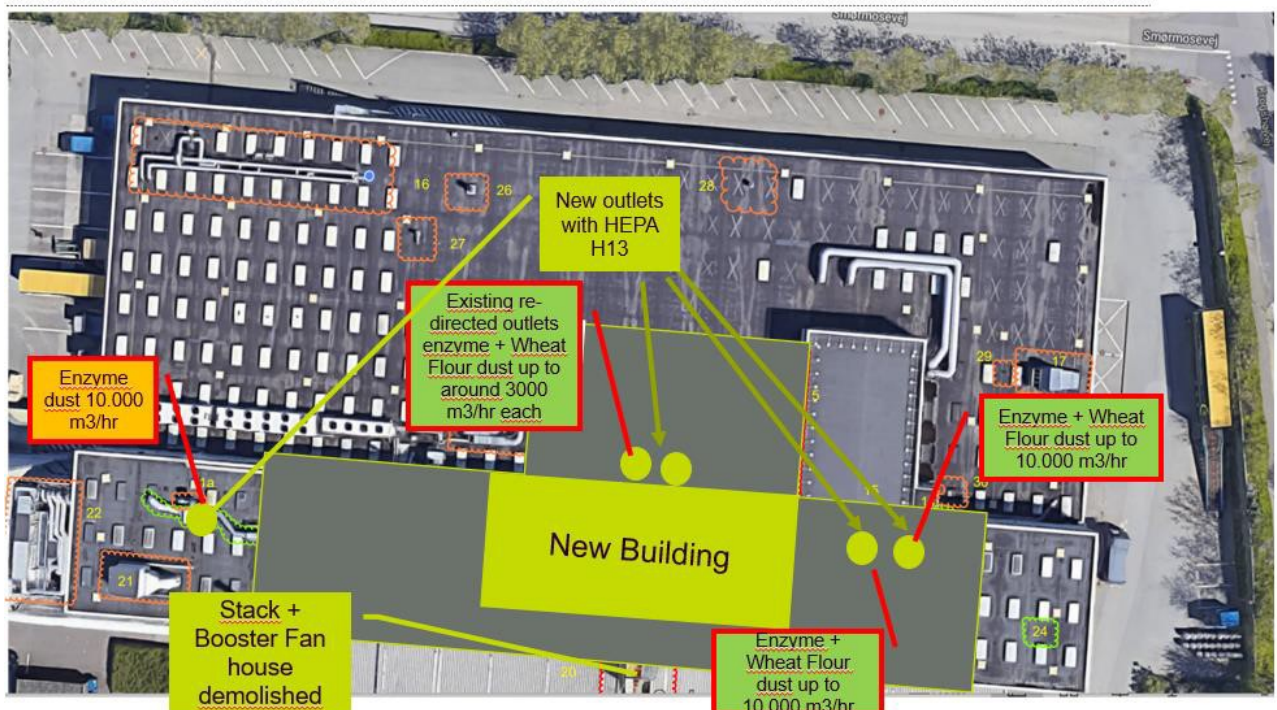 Smørmosevej
Smørmosevej
16
26
27
28
New outlets
with HEPA
H13
Existing re-
directed outlets
enzyme + Wheat
Flour dust up to
around 3000
m3/hr each
Enzyme
dust 10.000
m3/hr
29
17
5
Enzyme + Wheat
Flour dust up to
10.000 m3/hr
1a
22
15
30
New Building
21
Stack +
Booster Fan
house
demolished
24
20
Enzyme +
Wheat Flour
dust up to
10.000 m3/hr